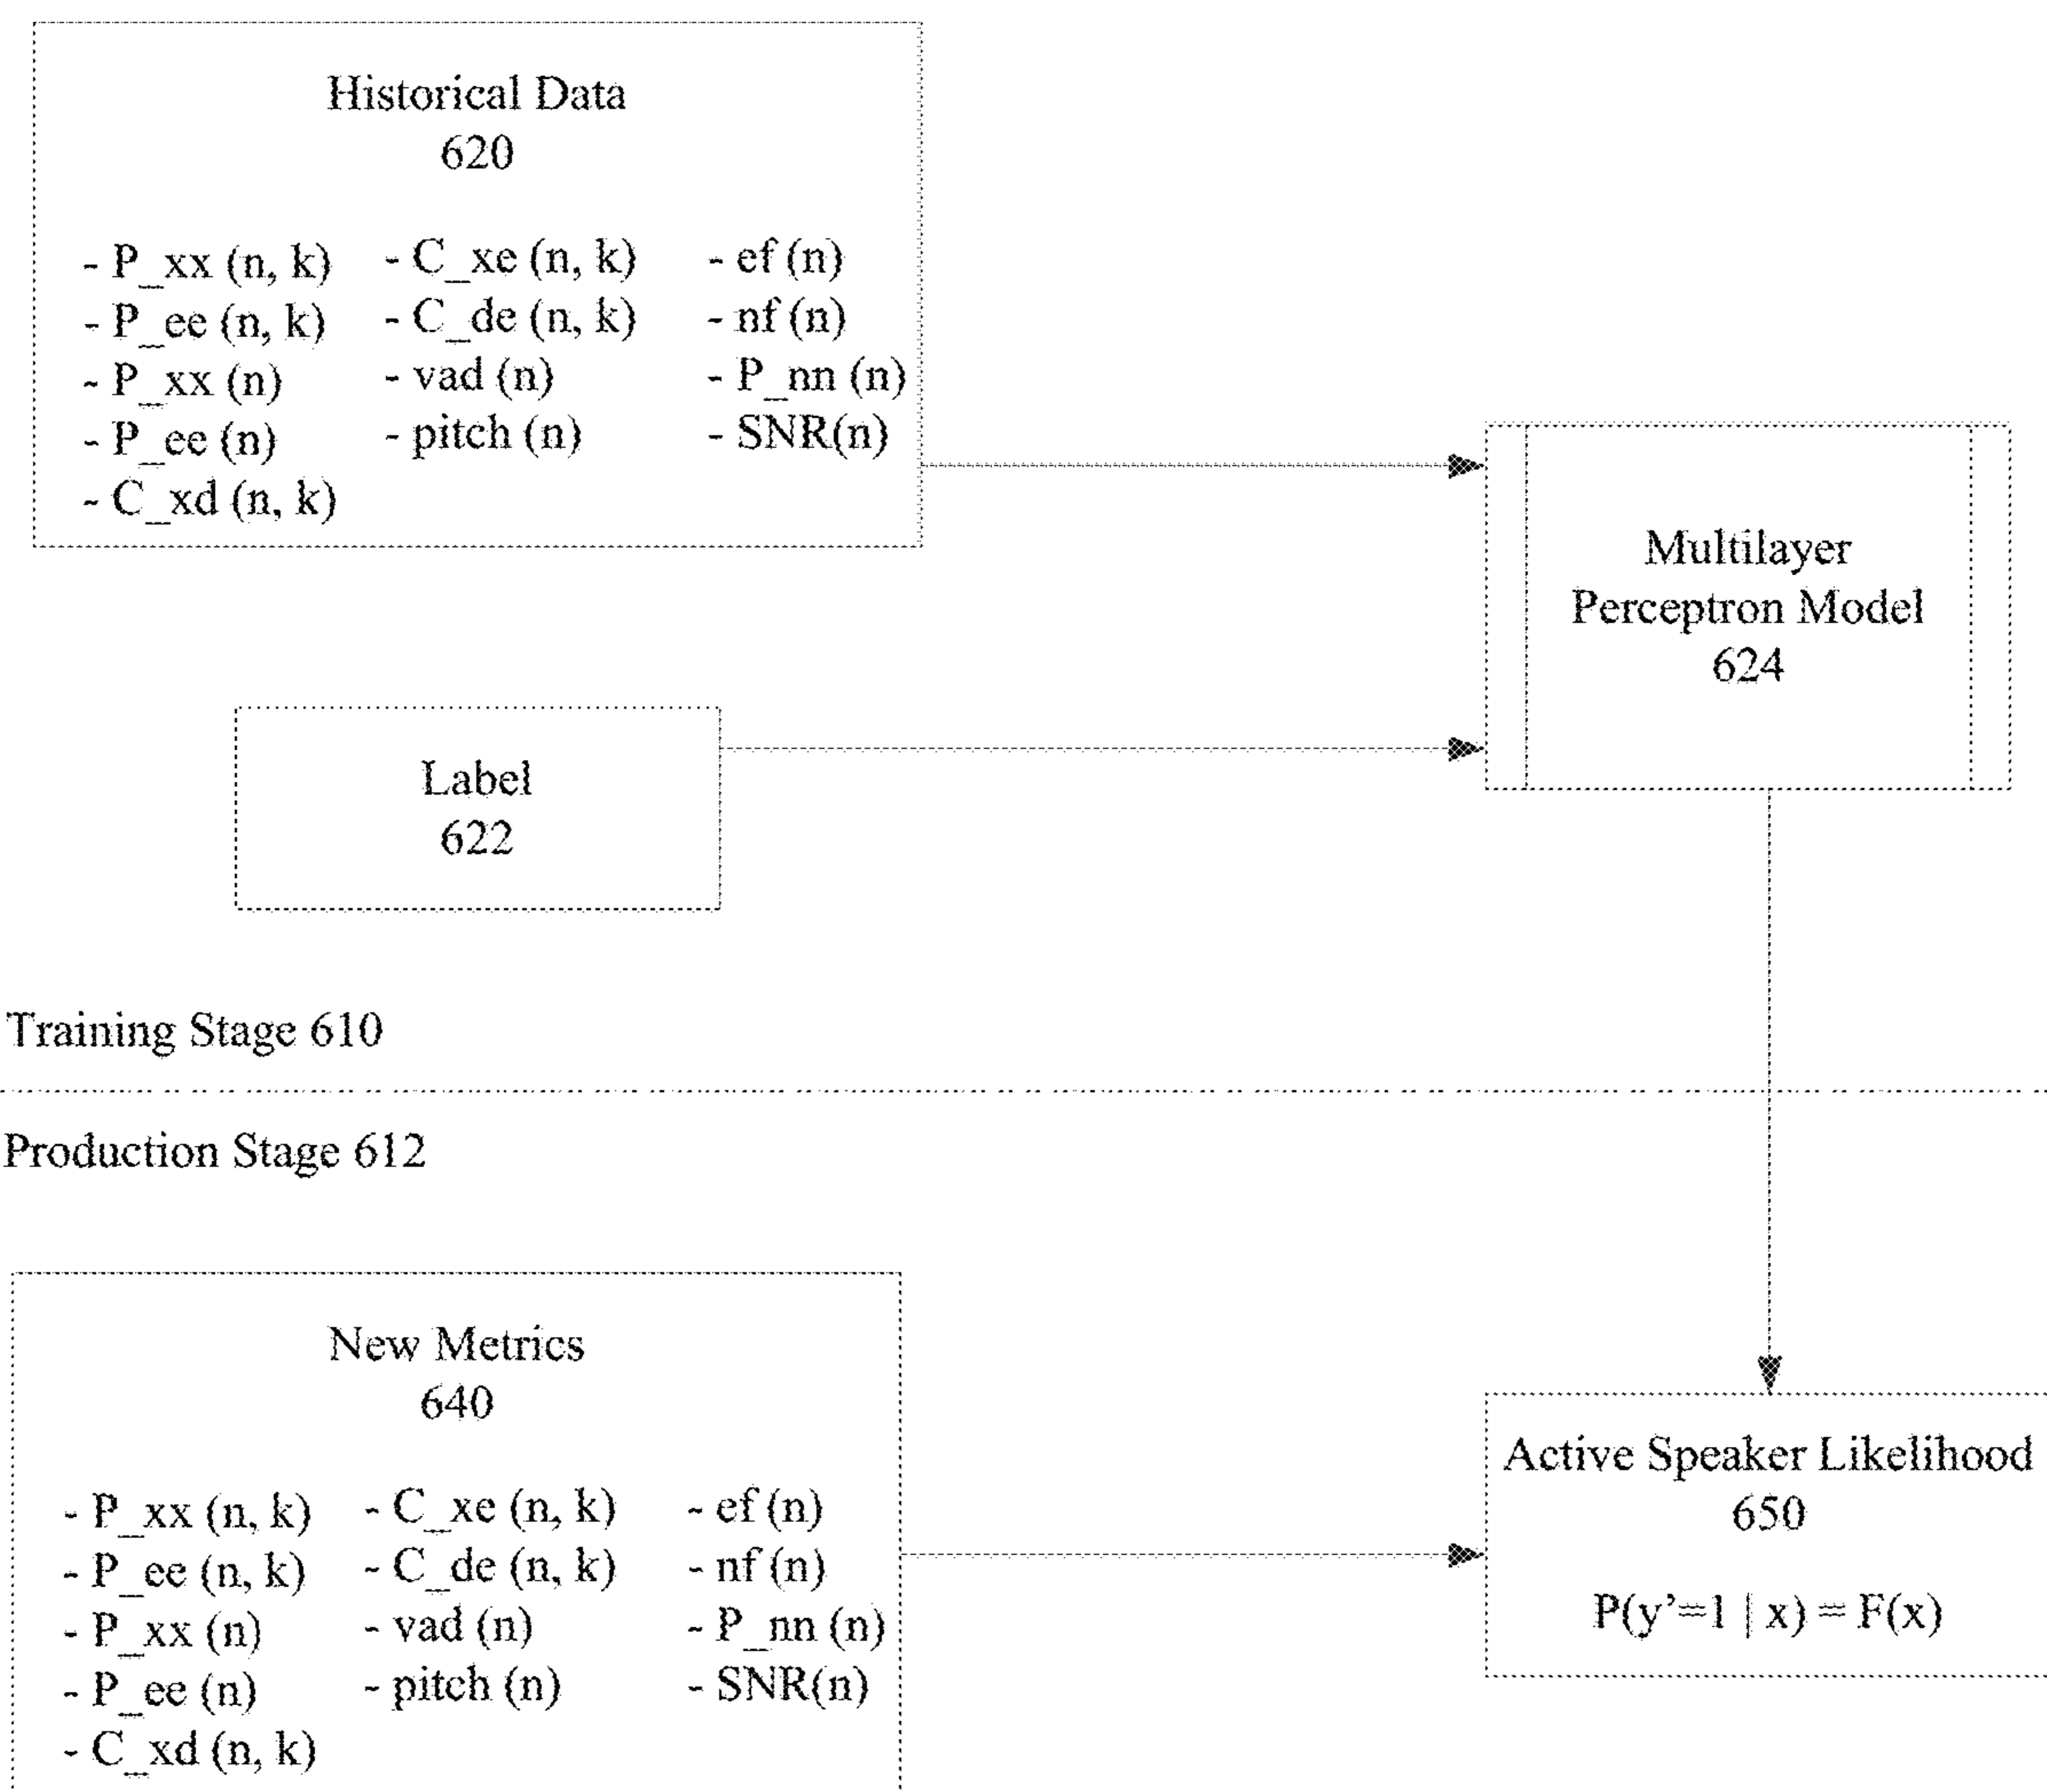 Historical Data
620
- P_xx (n, k)
- P_ee (n, k)
- P_xx (n)
- P_ee (n)
- C_xd (n, k)
- C_xe (n, k)
- C_de (n, k)
- vad (n)
- pitch (n)
- ef (n)
- nf (n)
- P_nn (n)
- SNR(n)
Multilayer
Perceptron Model
624
Label
622
Training Stage 610
Production Stage 612
New Metrics
640
- P_xx (n, k)
- P_ee (n, k)
- P_xx (n)
- P_ee (n)
- C_xd (n, k)
- C_xe (n, k)
- C_de (n, k)
- vad (n)
- pitch (n)
- ef (n)
- nf (n)
- P_nn (n)
- SNR(n)
Active Speaker Likelihood
650
P(y’=1 | x) = F(x)